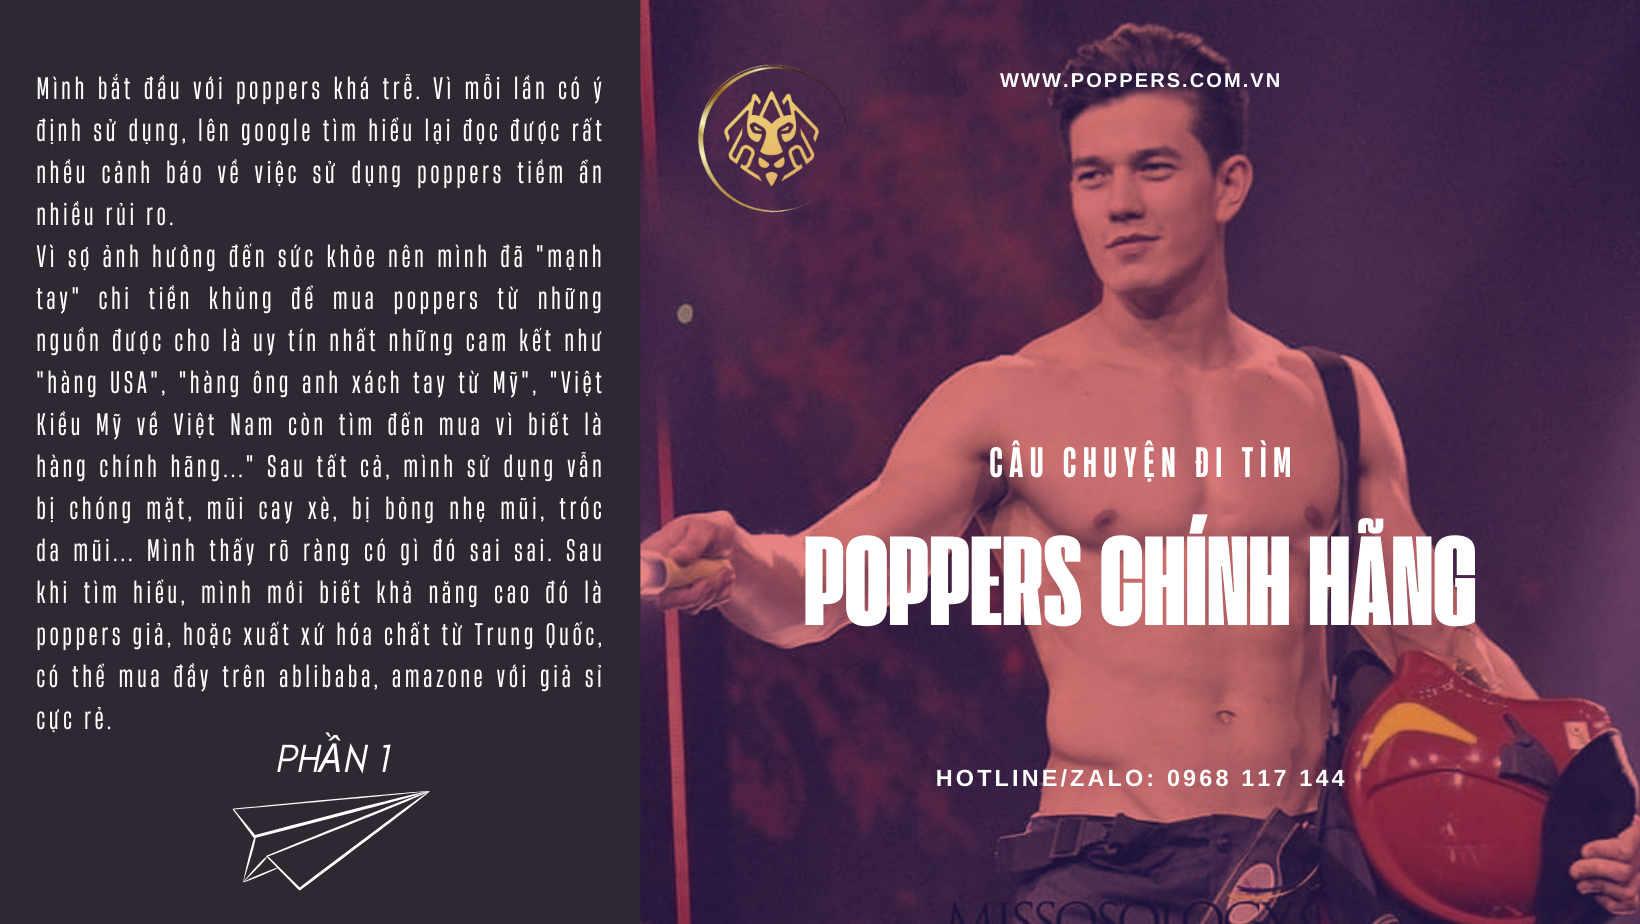 Mình bắt đầu với poppers khá trễ. Vì mỗi lần có ý
định sử dụng, lên google tìm hiểu lại đọc được rất
nhều cảnh báo về việc sử dụng poppers tiềm ẩn
nhiều rủi ro.
Vì sợ ảnh hưởng đến sức khỏe nên mình đã "mạnh
tay" chi tiền khủng để mua poppers từ những
nguồn được cho là uy tín nhất những cam kết như
"hàng USA", "hàng ông anh xách tay từ Mỹ", "Việt
Kiều Mỹ về Việt Nam còn tìm đến mua vì biết là
hàng chính hãng..." Sau tất cả, mình sử dụng vẫn
bị chóng mặt, mũi cay xè, bị bỏng nhẹ mũi, tróc
da mũi... Mình thấy rõ ràng có gì đó sai sai. Sau
khi tìm hiểu, mình mới biết khả năng cao đó là
poppers giả, hoặc xuất xứ hóa chất từ Trung Quốc,
có thể mua đầy trên ablibaba, amazone với giả sỉ
cực rẻ.
PHẦN 1
WWW.POPPERS.COM.VN
CÂU CHUYỆN ĐI TÌM
POPPERS CHÍNH HÃNG
HOTLINE/ZALO: 0968 117 144
MISSOSOLOGY